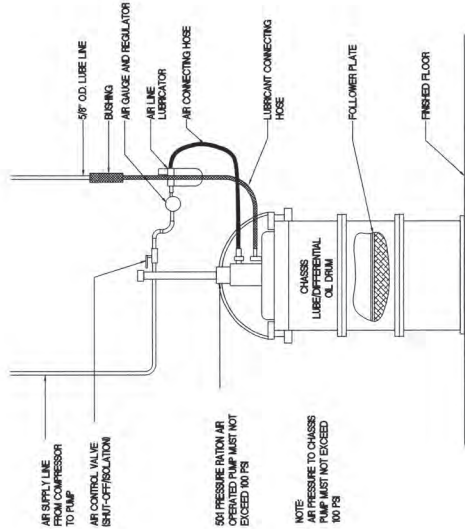 AIR SUPPLY LINE
FROM COMPRESSOR
TO PUMP
AIR CONTROL VALVE
(SHUT-OFF/ISOLATION)
50:1 PRESSURE RATION AIR
OPERATED PUMP MUST NOT
EXCEED 100 PSI
NOTE:
AIR PRESSURE TO CHASSIS
PUMP MUST NOT EXCEED
100 PSI
CHASSIS
LUBE/DIFFERENTIAL
OIL DRUM
5/8" O.D. LUBE LINE
BUSHING
AIR GAUGE AND REGULATOR
AIR LINE
LUBRICATOR
AIR CONNECTING HOSE
LUBRICANT CONNECTING
HOSE
FOLLOWER PLATE
FINISHED FLOOR